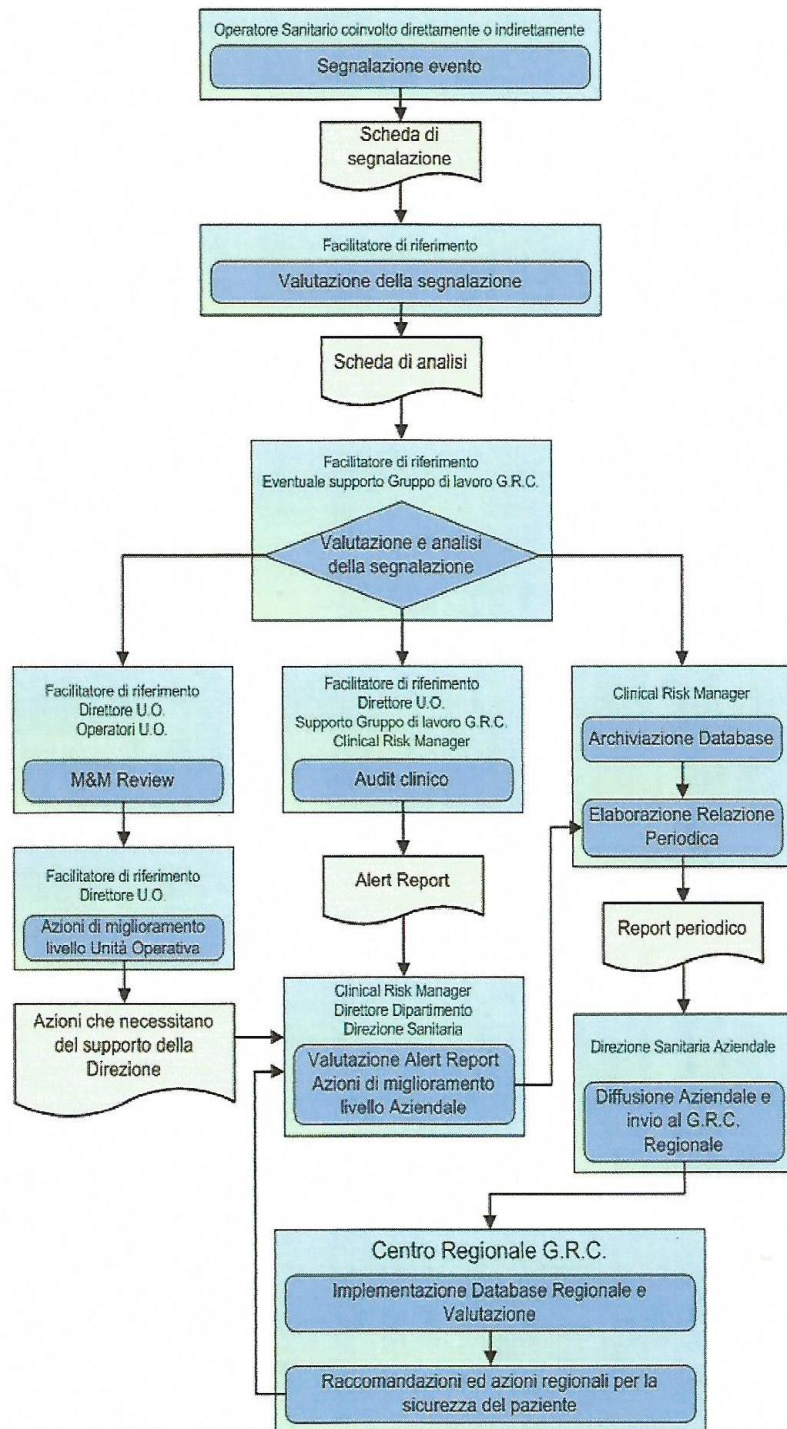 Operatore Sanitario coinvolto direttamente o indirettamente
Segnalazione evento
Scheda di
segnalazione
Facilitatore di riferimento
Valutazione della segnalazione
Scheda di analisi
Facilitatore di riferimento
Eventuale supporto Gruppo di lavoro G.R.C.
Valutazione e analisi
della segnalazione
Facilitatore di riferimento
Direttore U.O.
Operatori U.O.
M&M Review
Facilitatore di riferimento
Direttore U.O.
Azioni di miglioramento
livello Unità Operativa
Azioni che necessitano
del supporto della
Direzione
Facilitatore di riferimento
Direttore U.O.
Supporto Gruppo di lavoro G.R.C.
Clinical Risk Manager
Audit clinico
Alert Report
Clinical Risk Manager
Direttore Dipartimento
Direzione Sanitaria
Valutazione Alert Report
Azioni di miglioramento
livello Aziendale
Clinical Risk Manager
Archiviazione Database
Elaborazione Relazione
Periodica
Report periodico
Direzione Sanitaria Aziendale
Diffusione Aziendale e
invio al G.R.C.
Regionale
Centro Regionale G.R.C.
Implementazione Database Regionale e
Valutazione
Raccomandazioni ed azioni regionali per la
sicurezza del paziente